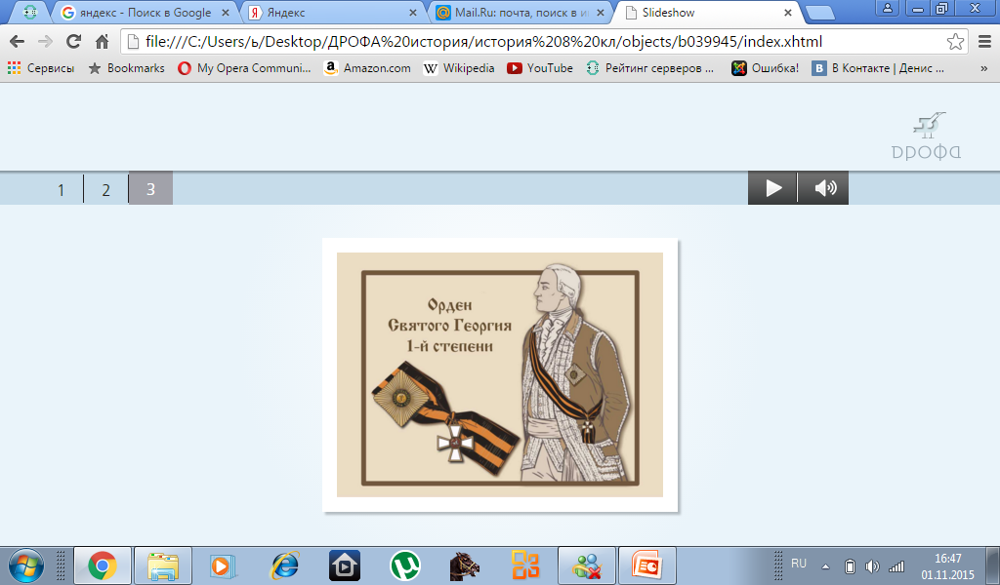 яндекс - Поиск в Google
Яндекс
Mail.Ru: почта, поиск в ин
Slideshow
file:///C:/Users/ь/Desktop/ДРОФА%20история/история%208%20кл/objects/b039945/index.xhtml
Сервисы
Bookmarks
My Opera Communi...
Amazon.com
Wikipedia
YouTube
Рейтинг серверов ...
Ошибка!
В Контакте | Денис ...
»
ДРОФА
1 2 3
Орден
Святого Георгия
1-й степени
RU
16:47
01.11.2015